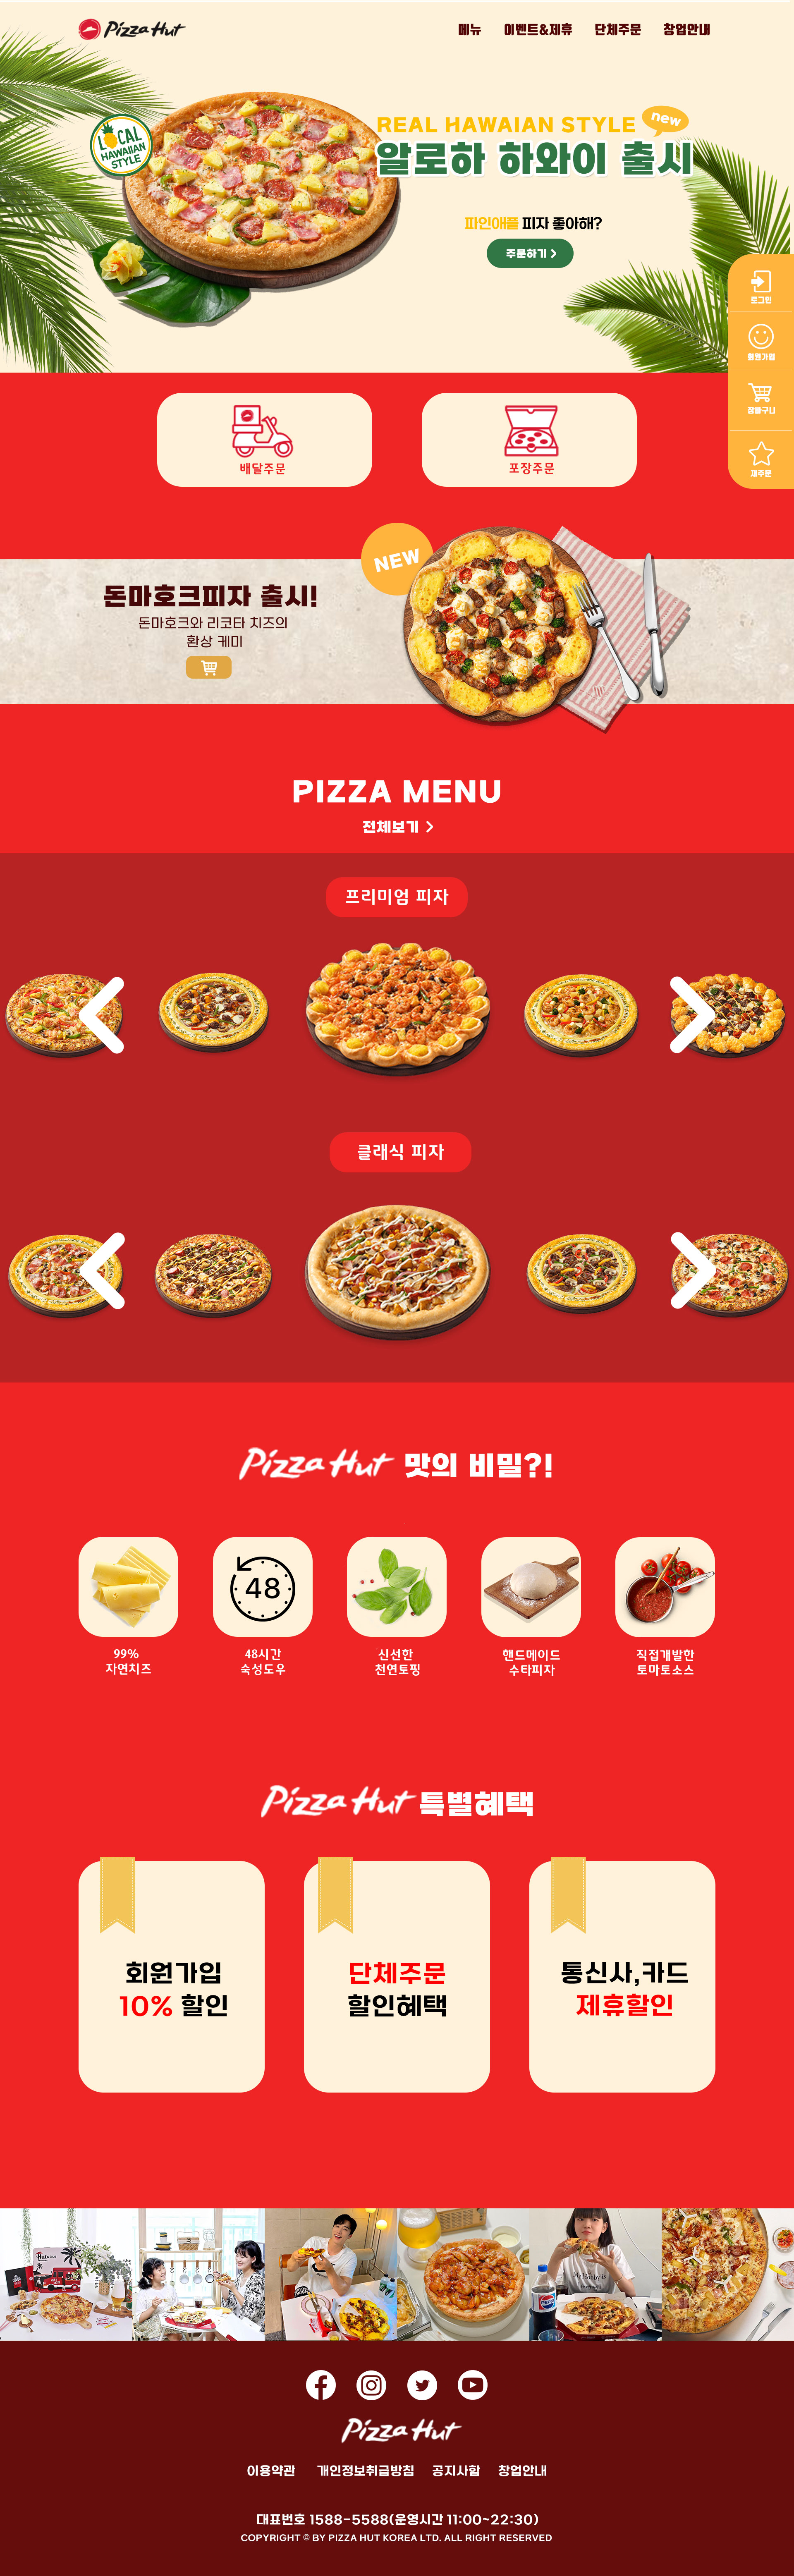 Pizza Hut
메뉴 이벤트&제휴 단체주문 창업안내
LOCAL
HAWAIIAN
STYLE
REAL HAWAIAN STYLE new
알로하 하와이 출시
파인애플 피자 좋아해?
주문하기 >
로그인
회원가입
장바구니
재주문
배달주문
포장주문
NEW
돈마호크피자 출시!
돈마호크와 리코타 치즈의
환상 케미
PIZZA MENU
전체보기 >
프리미엄 피자
클래식 피자
Pizza Hut 맛의 비밀?!
48
99%
자연치즈
48시간
숙성도우
신선한
천연토핑
핸드메이드
수타피자
직접개발한
토마토소스
Pizza Hut 특별혜택
회원가입
10% 할인
단체주문
할인혜택
통신사,카드
제휴할인
Pizza Hut
이용약관 개인정보취급방침 공지사항 창업안내
대표번호 1588-5588(운영시간 11:00~22:30)
COPYRIGHT © BY PIZZA HUT KOREA LTD. ALL RIGHT RESERVED